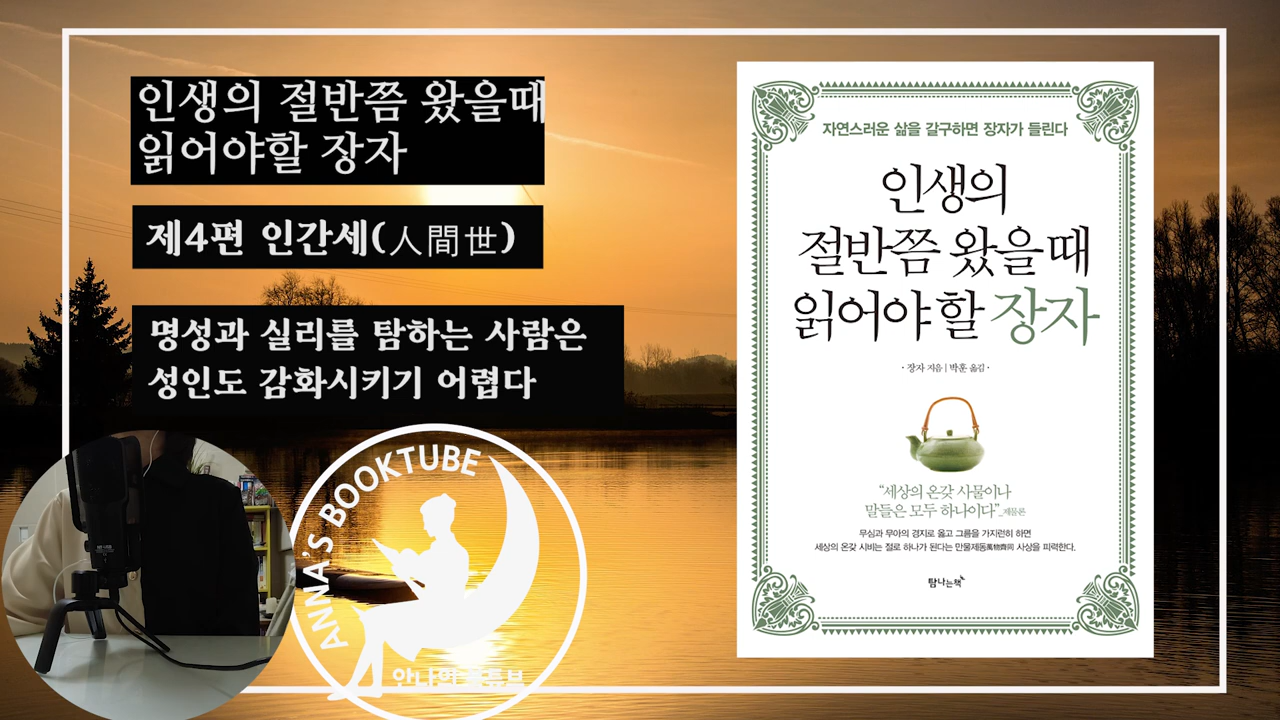 인생의 절반쯤 왔을때
읽어야할 장자
제4편 인간세(人間世)
명성과 실리를 탐하는 사람은
성인도 감화시키기 어렵다
ANNA'S BOOKTUBE
안나의
자연스러운 삶을 갈구하면 장자가 들린다
인생의
절반쯤 왔을 때
읽어야 할 장자
· 장자 지음 | 박훈 옮김 ·
“세상의 온갖 사물이나
말들은 모두 하나이다”_제물론
무심과 무아의 경지로 옳고 그름을 가지런히 하면
세상의 온갖 시비는 절로 하나가 된다는 만물제동萬物齊同 사상을 피력한다.
탐나는책